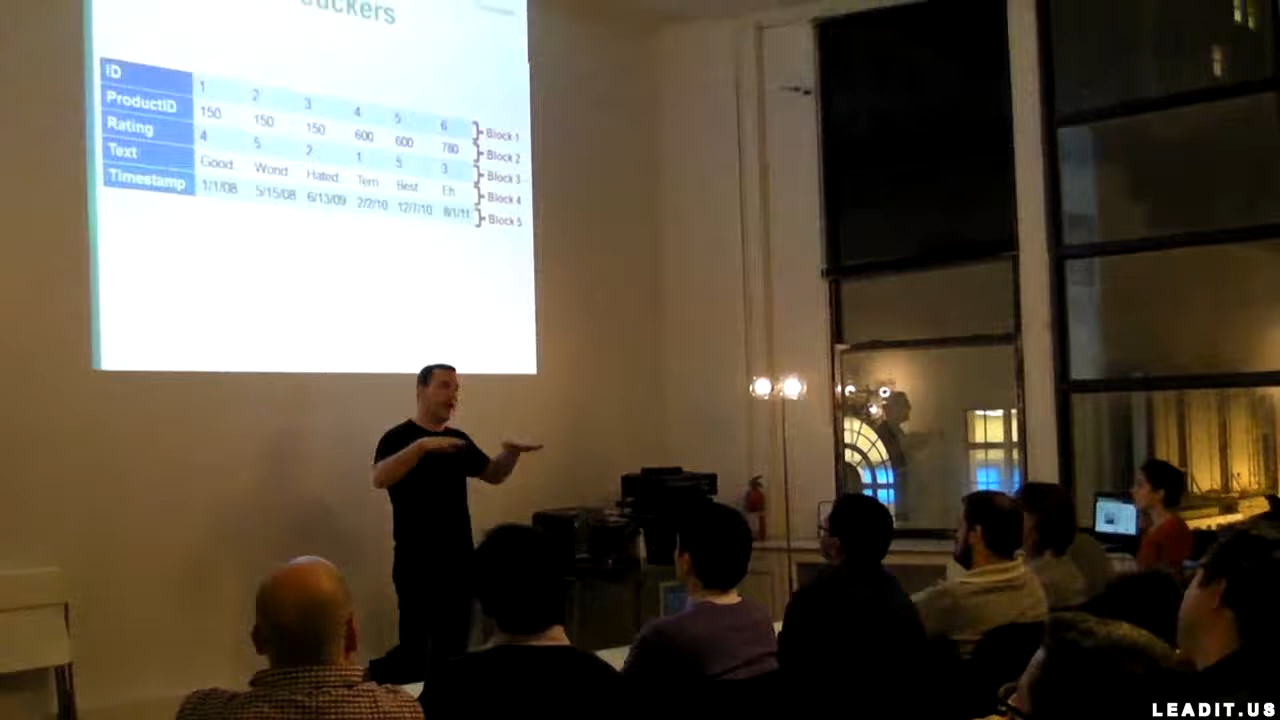 uckers
ID 1 2 3 4 5 6 Block 1
ProductID 150 150 150 600 600 780 Block 2
Rating 4 5 2 1 5 3 Block 3
Text Good Wond Hated Terri Best Eh Block 4
Timestamp 1/1/08 5/15/08 6/13/09 2/2/10 12/7/10 8/1/11 Block 5
LEADIT.US